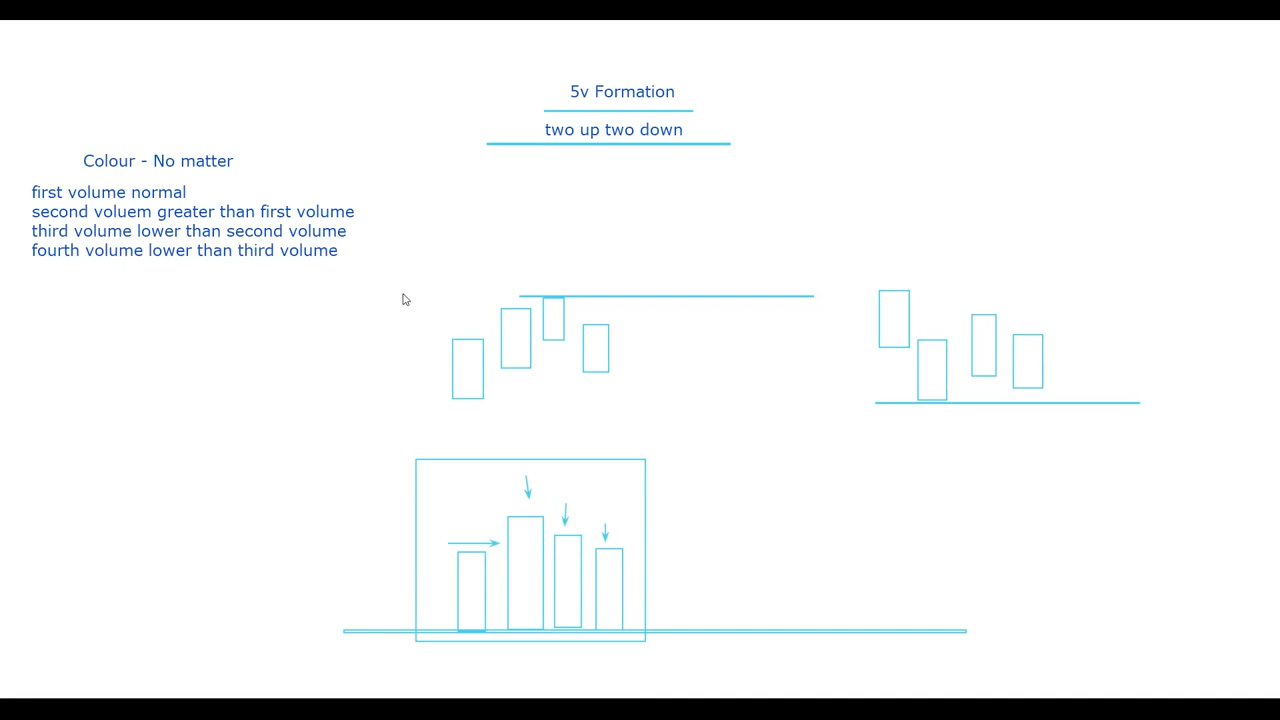 5v Formation
two up two down
Colour - No matter
first volume normal
second voluem greater than first volume
third volume lower than second volume
fourth volume lower than third volume